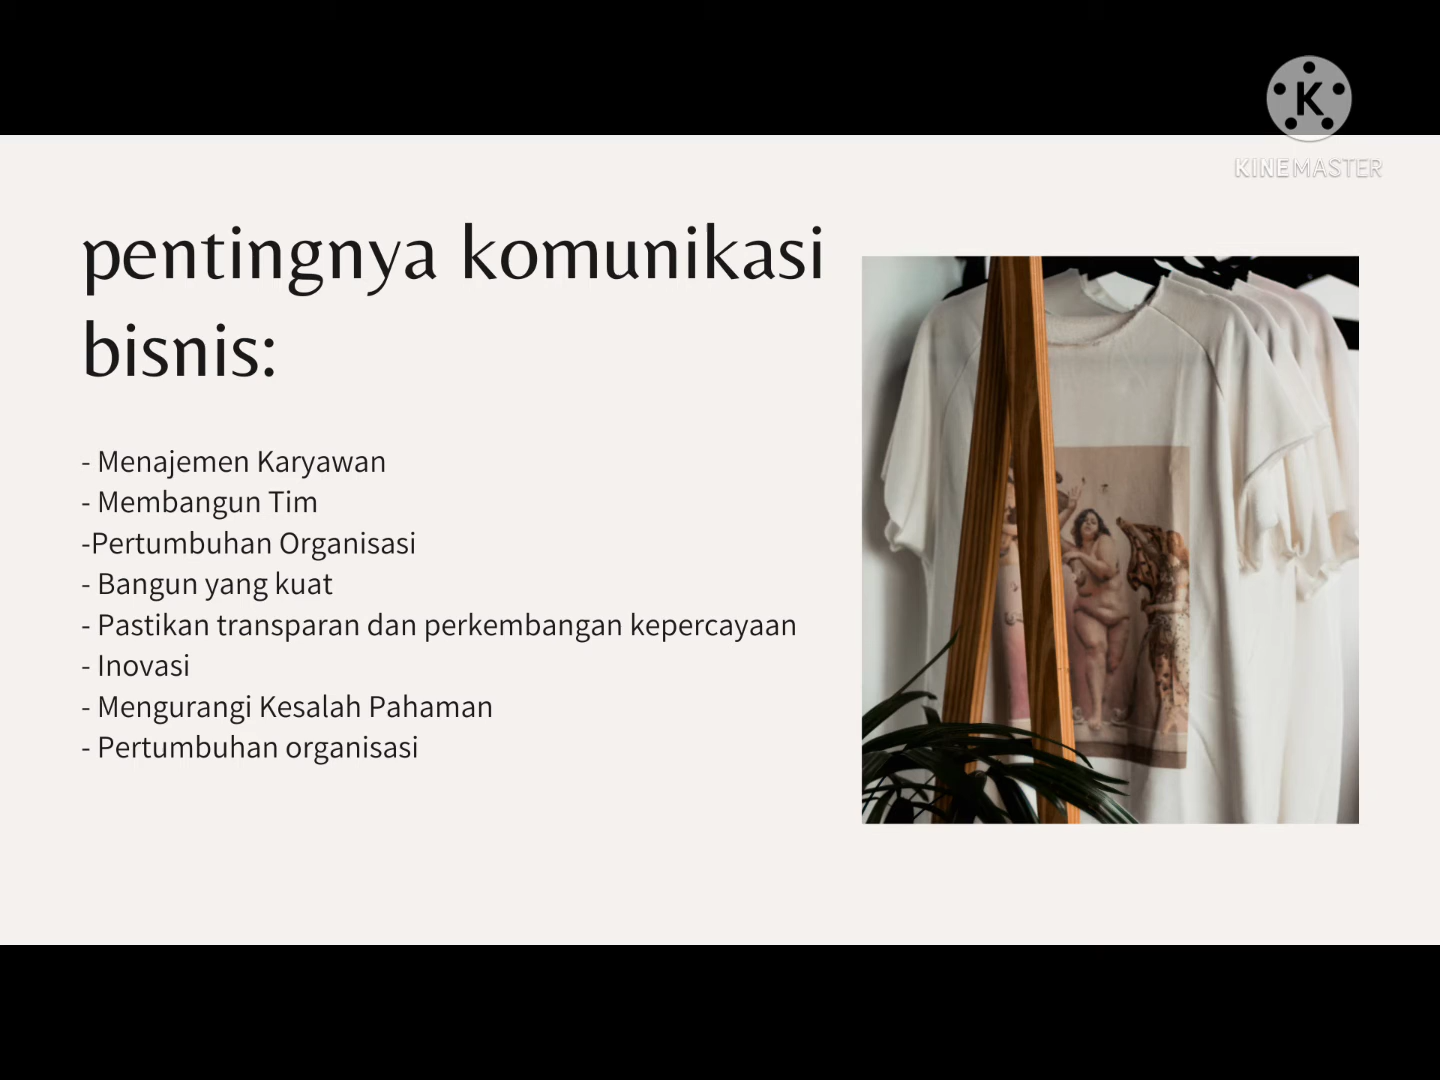 K
KINEMASTER
pentingnya komunikasi
bisnis:
- Menajemen Karyawan
- Membangun Tim
-Pertumbuhan Organisasi
- Bangun yang kuat
- Pastikan transparan dan perkembangan kepercayaan
- Inovasi
- Mengurangi Kesalah Pahaman
- Pertumbuhan organisasi